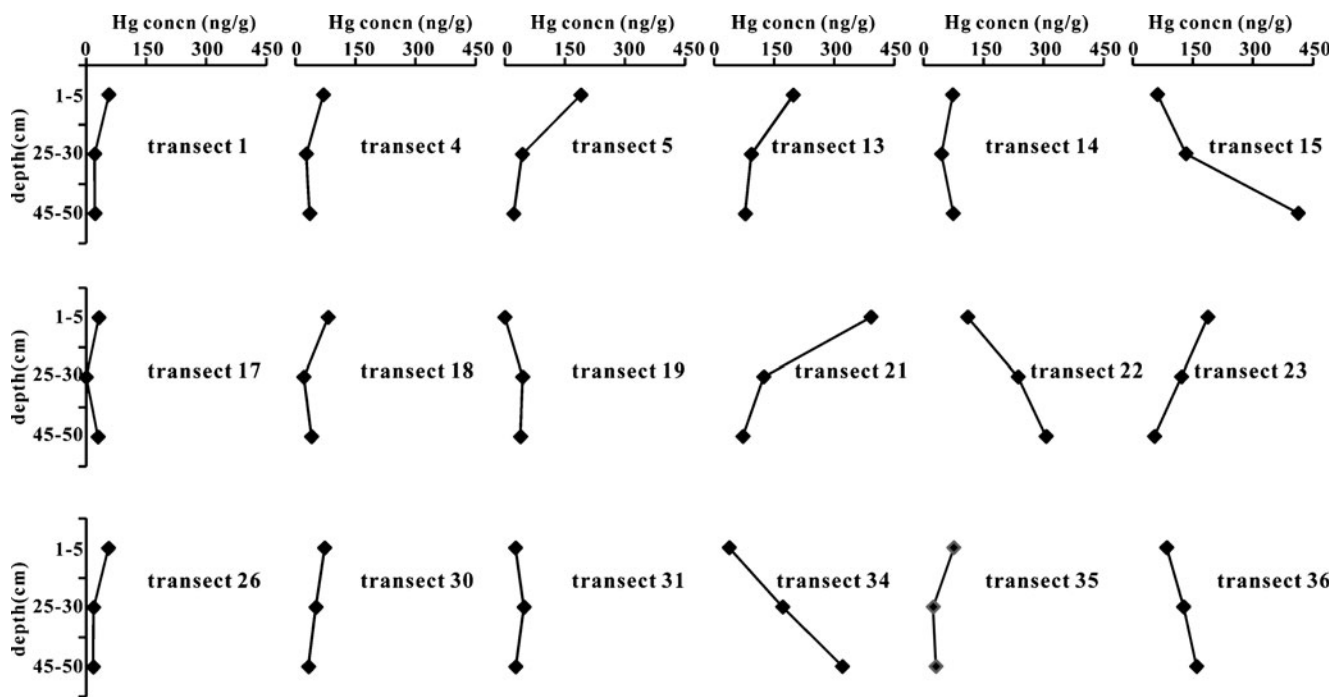 Hg concn (ng/g) Hg concn (ng/g) Hg concn (ng/g) Hg concn (ng/g) Hg concn (ng/g) Hg concn (ng/g)
0 150 300 450 0 150 300 450 0 150 300 450 0 150 300 450 0 150 300 450 0 150 300 450
depth(cm)
1-5
25-30
45-50
transect 1 transect 4 transect 5 transect 13 transect 14 transect 15
depth(cm)
1-5
25-30
45-50
transect 17 transect 18 transect 19 transect 21 transect 22 transect 23
depth(cm)
1-5
25-30
45-50
transect 26 transect 30 transect 31 transect 34 transect 35 transect 36